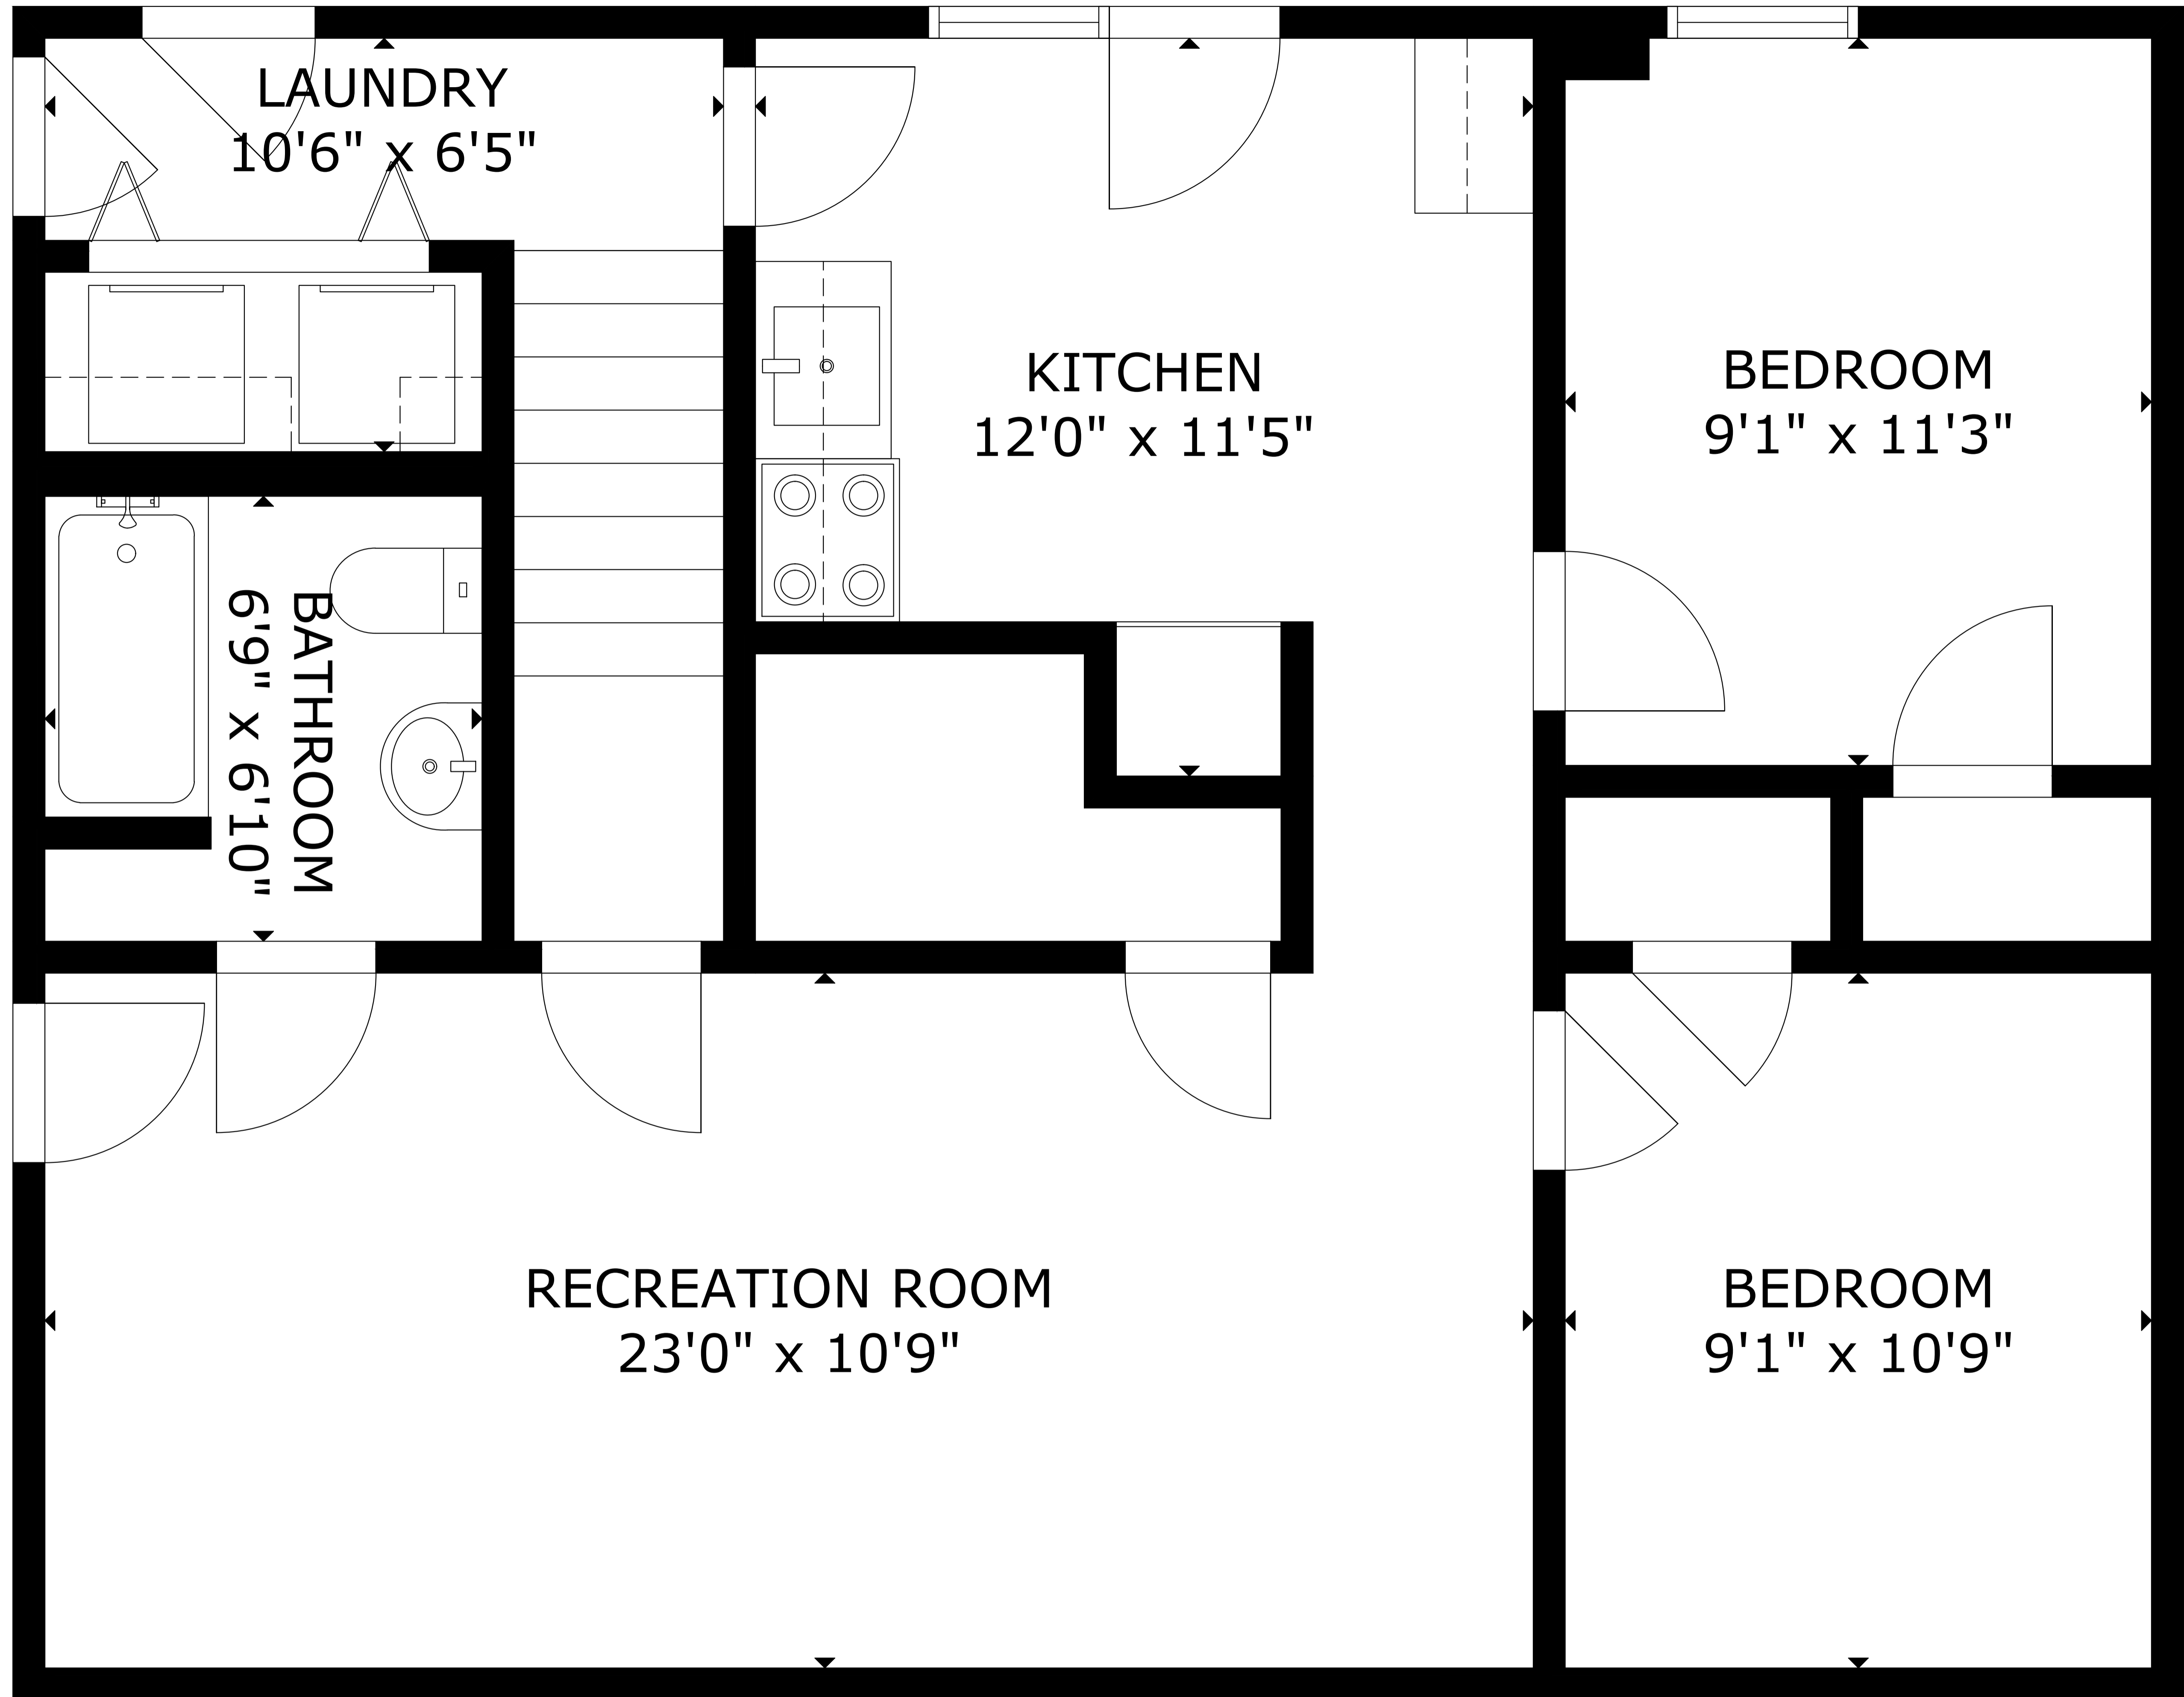 LAUNDRY
10'6" x 6'5"
KITCHEN
12'0" x 11'5"
BEDROOM
9'1" x 11'3"
BATHROOM
6'9" x 6'10"
RECREATION ROOM
23'0" x 10'9"
BEDROOM
9'1" x 10'9"